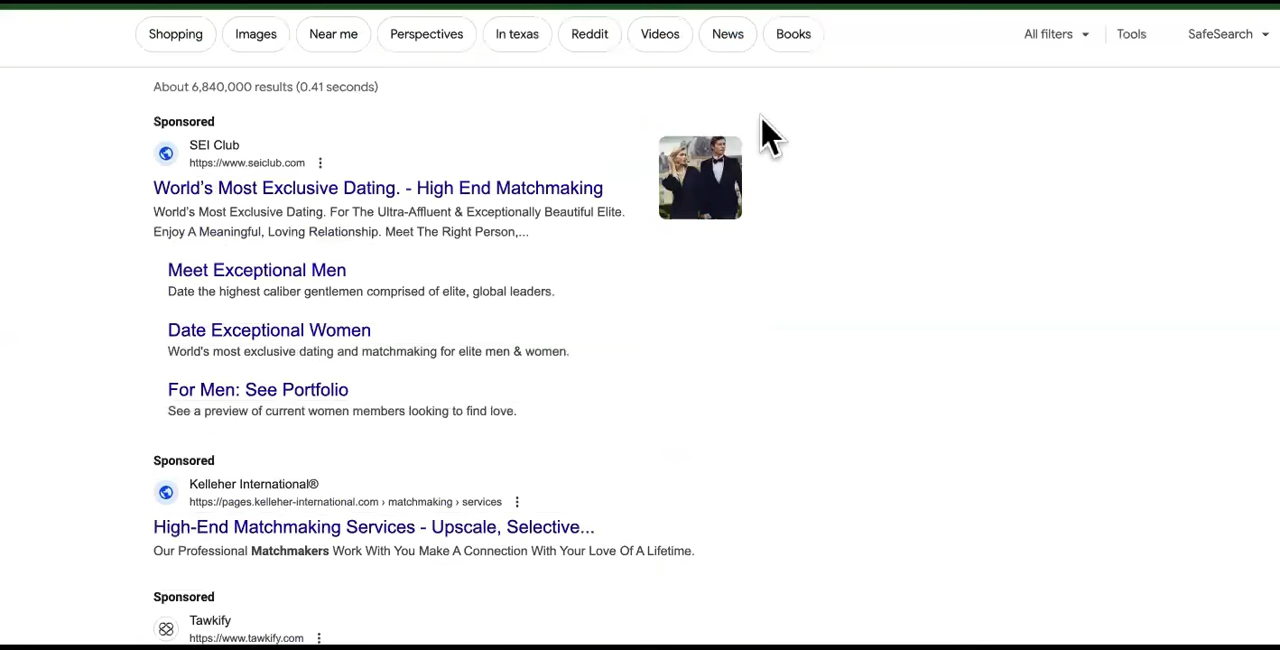 Shopping Images Near me Perspectives In texas Reddit Videos News Books All filters Tools SafeSearch
About 6,840,000 results (0.41 seconds)
Sponsored
SEI Club
https://www.seiclub.com
World's Most Exclusive Dating. - High End Matchmaking
World's Most Exclusive Dating. For The Ultra-Affluent & Exceptionally Beautiful Elite.
Enjoy A Meaningful, Loving Relationship. Meet The Right Person,...
Meet Exceptional Men
Date the highest caliber gentlemen comprised of elite, global leaders.
Date Exceptional Women
World's most exclusive dating and matchmaking for elite men & women.
For Men: See Portfolio
See a preview of current women members looking to find love.
Sponsored
Kelleher International®
https://pages.kelleher-international.com › matchmaking › services
High-End Matchmaking Services - Upscale, Selective...
Our Professional Matchmakers Work With You Make A Connection With Your Love Of A Lifetime.
Sponsored
Tawkify
https://www.tawkify.com